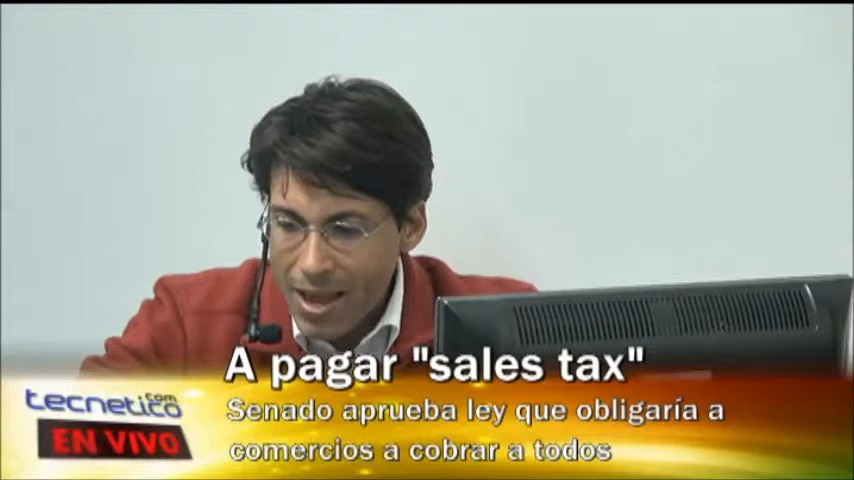 A pagar "sales tax"
Senado aprueba ley que obligaría a
comercios a cobrar a todos
tecnetico.com
EN VIVO